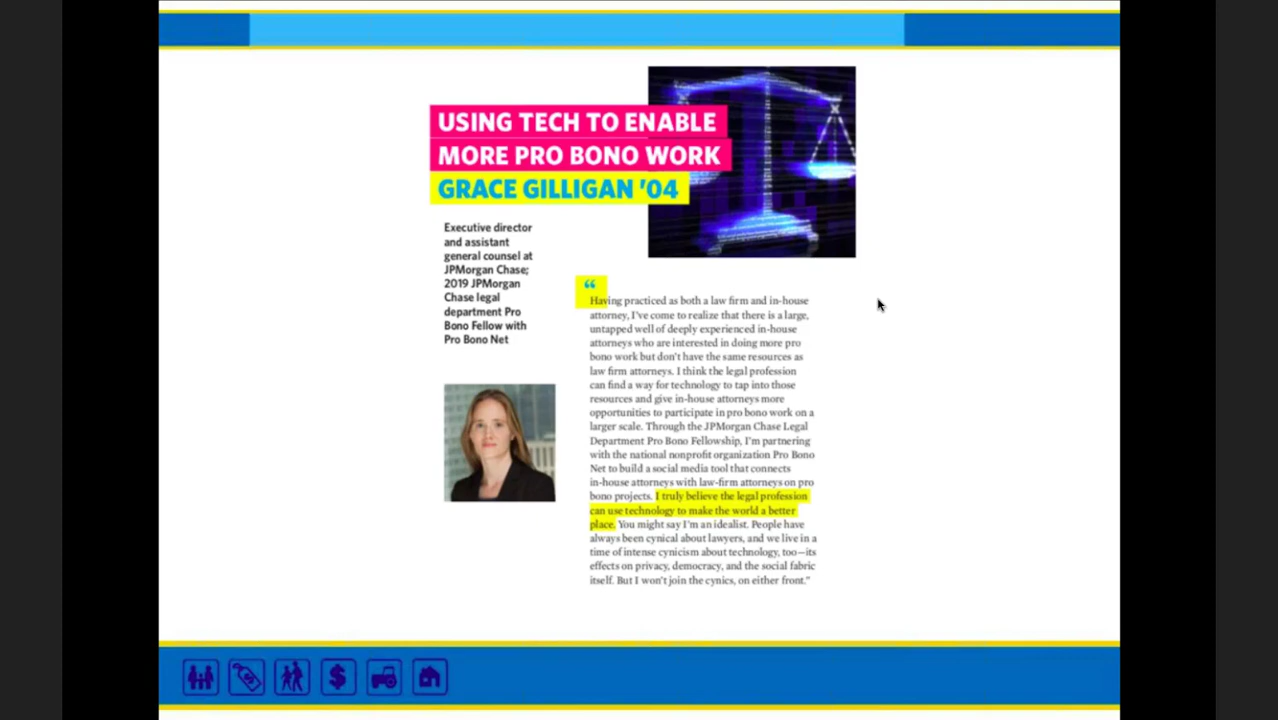 USING TECH TO ENABLE
MORE PRO BONO WORK
GRACE GILLIGAN '04
Executive director
and assistant
general counsel at
JPMorgan Chase;
2019 JPMorgan
Chase legal
department Pro
Bono Fellow with
Pro Bono Net
“
Having practiced as both a law firm and in-house
attorney, I've come to realize that there is a large,
untapped well of deeply experienced in-house
attorneys who are interested in doing more pro
bono work but don't have the same resources as
law firm attorneys. I think the legal profession
can find a way for technology to tap into those
resources and give in-house attorneys more
opportunities to participate in pro bono work on a
larger scale. Through the JPMorgan Chase Legal
Department Pro Bono Fellowship, I'm partnering
with the national nonprofit organization Pro Bono
Net to build a social media tool that connects
in-house attorneys with law-firm attorneys on pro
bono projects. I truly believe the legal profession
can use technology to make the world a better
place. You might say I'm an idealist. People have
always been cynical about lawyers, and we live in a
time of intense cynicism about technology, too—its
effects on privacy, democracy, and the social fabric
itself. But I won't join the cynics, on either front.”
$